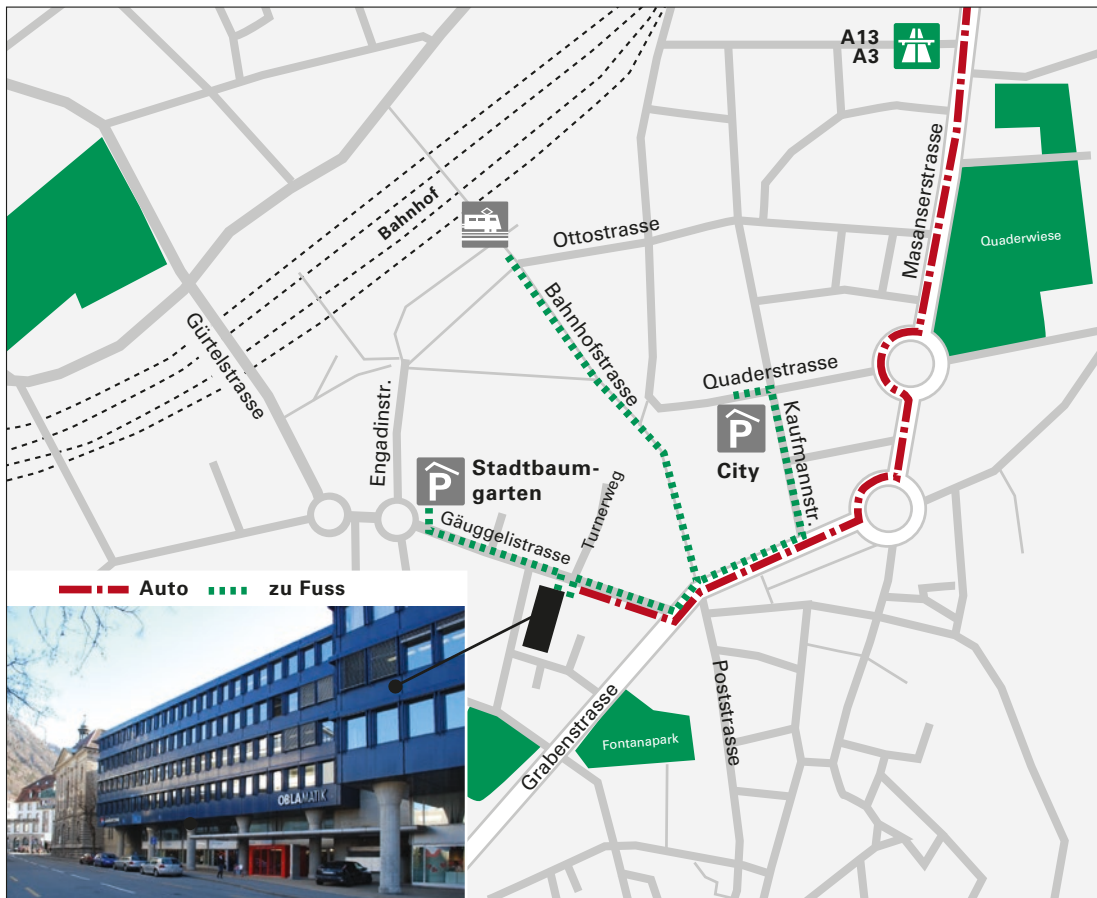 A13
A3
Masanserstrasse
Quaderwiese
Bahnhof
Ottostrasse
Bahnhofstrasse
Gürtelstrasse
Engadinstr.
Quaderstrasse
Kaufmannstr.
P
City
P
Stadtbaum-
garten
Gäuggelistrasse
Turnerweg
Auto
zu Fuss
Poststrasse
Grabenstrasse
Fontanapark
OBLAMATIK